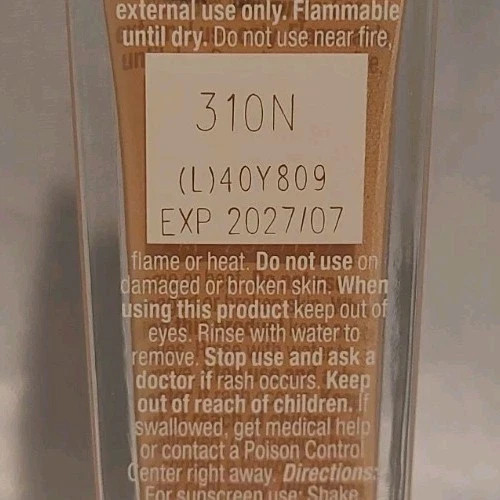 external use only. Flammable
until dry. Do not use near fire,
310N
(L)40Y809
EXP 2027/07
flame or heat. Do not use on
damaged or broken skin. When
using this product keep out of
eyes. Rinse with water to
remove. Stop use and ask a
doctor if rash occurs. Keep
out of reach of children. If
swallowed, get medical help
or contact a Poison Control
Center right away. Directions:
For sunscreen use: Shake